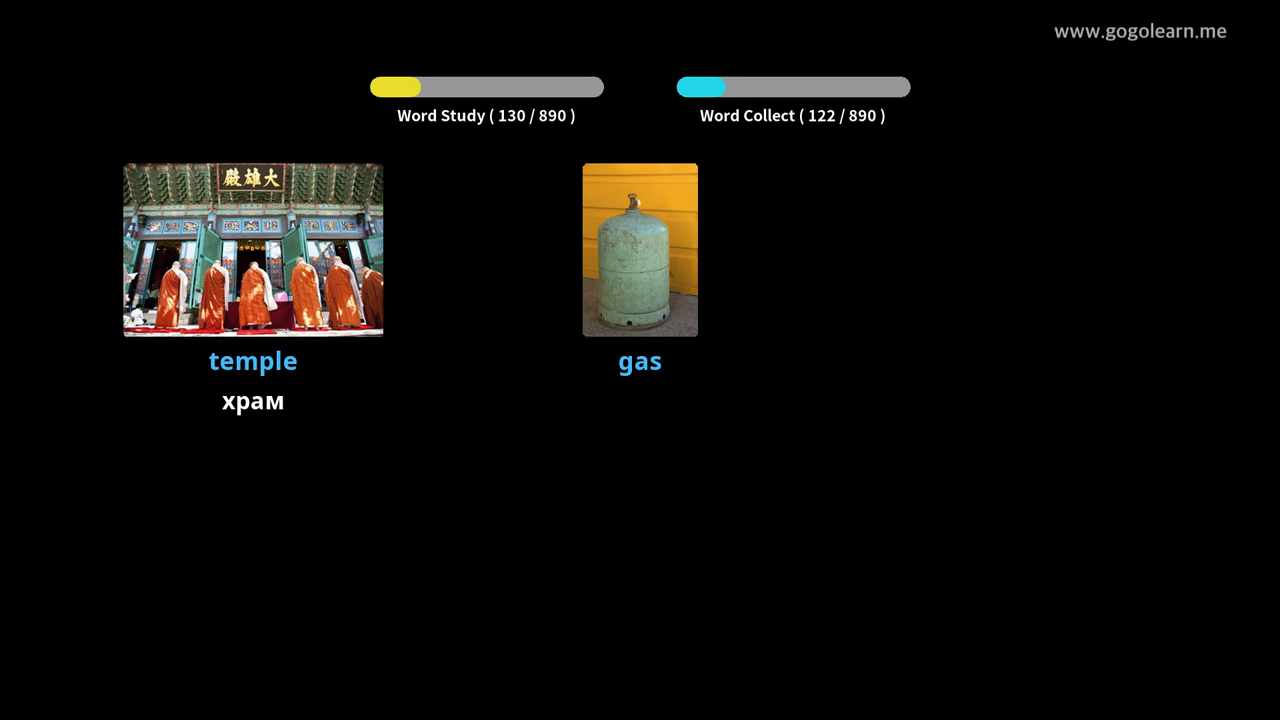 www.gogolearn.me
Word Study ( 130 / 890 )
Word Collect ( 122 / 890 )
殿雄大
temple
gas
храм